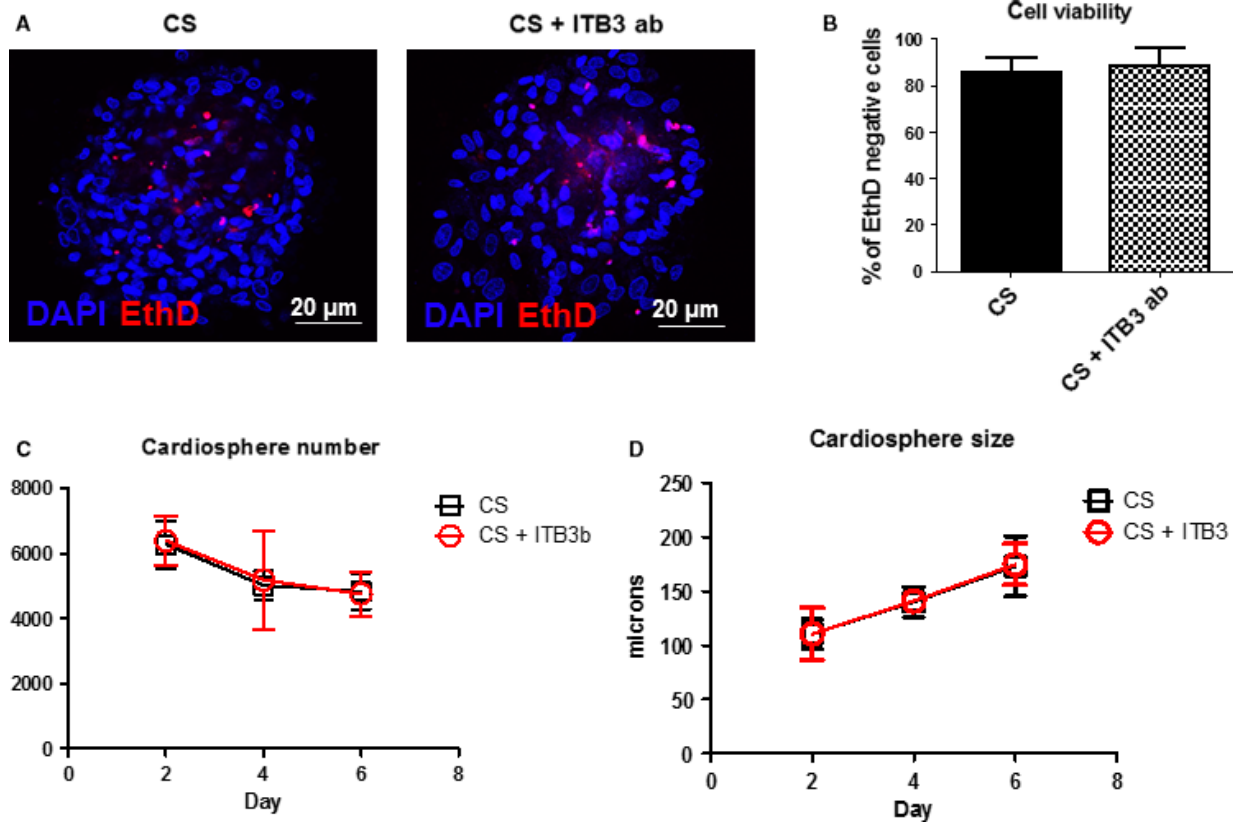 A
CS
CS + ITB3 ab
DAPI EthD
20 µm
DAPI EthD
20 µm
B
Cell viability
% of EthD negative cells
100
80
60
40
20
0
CS
CS + ITB3 ab
C
Cardiosphere number
8000
6000
4000
2000
0
0 2 4 6 8
Day
CS
CS + ITB3b
D
Cardiosphere size
microns
250
200
150
100
50
0
0 2 4 6 8
Day
CS
CS + ITB3